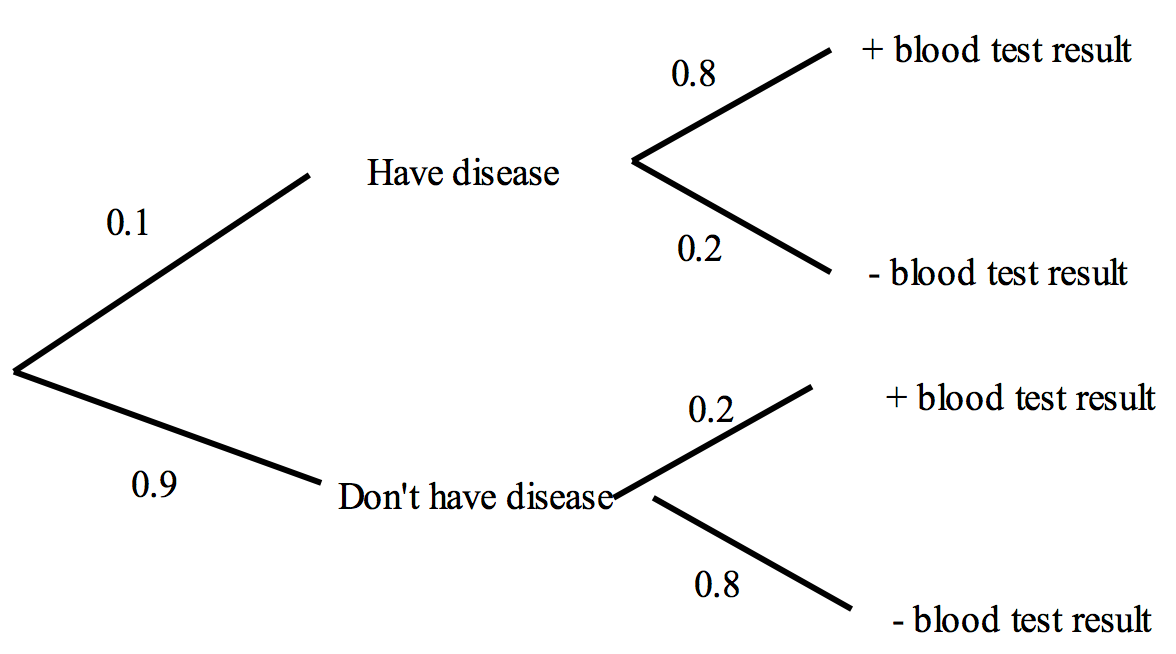 + blood test result
0.8
Have disease
0.1
0.2
- blood test result
+ blood test result
0.2
0.9
Don't have disease
0.8
- blood test result